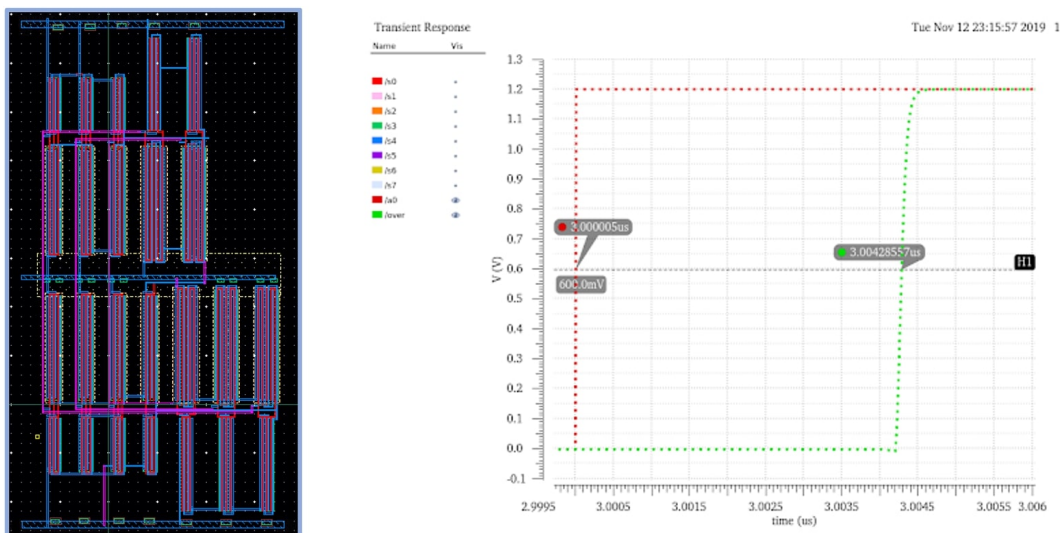 Transient Response
Tue Nov 12 23:15:57 2019 1
Name Vis
/s0
/s1
/s2
/s3
/s4
/s5
/s6
/s7
/a0
/over
1.3
1.2
1.1
1.0
0.9
0.8
0.7
0.6
0.5
0.4
0.3
0.2
0.1
0.0
-0.1
V (V)
3.000005us
3.00428557us
H1
600.0mV
2.9995 3.0005 3.0015 3.0025 3.0035 3.0045 3.0055 3.006
time (us)